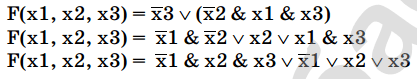 F(x1, x2, x3) = x̅3 ∨ (x̅2 & x1 & x3)
F(x1, x2, x3) = x̅1 & x̅2 ∨ x2 ∨ x1 & x3
F(x1, x2, x3) = x̅1 & x2 & x3 ∨ x̅1 ∨ x2 ∨ x3